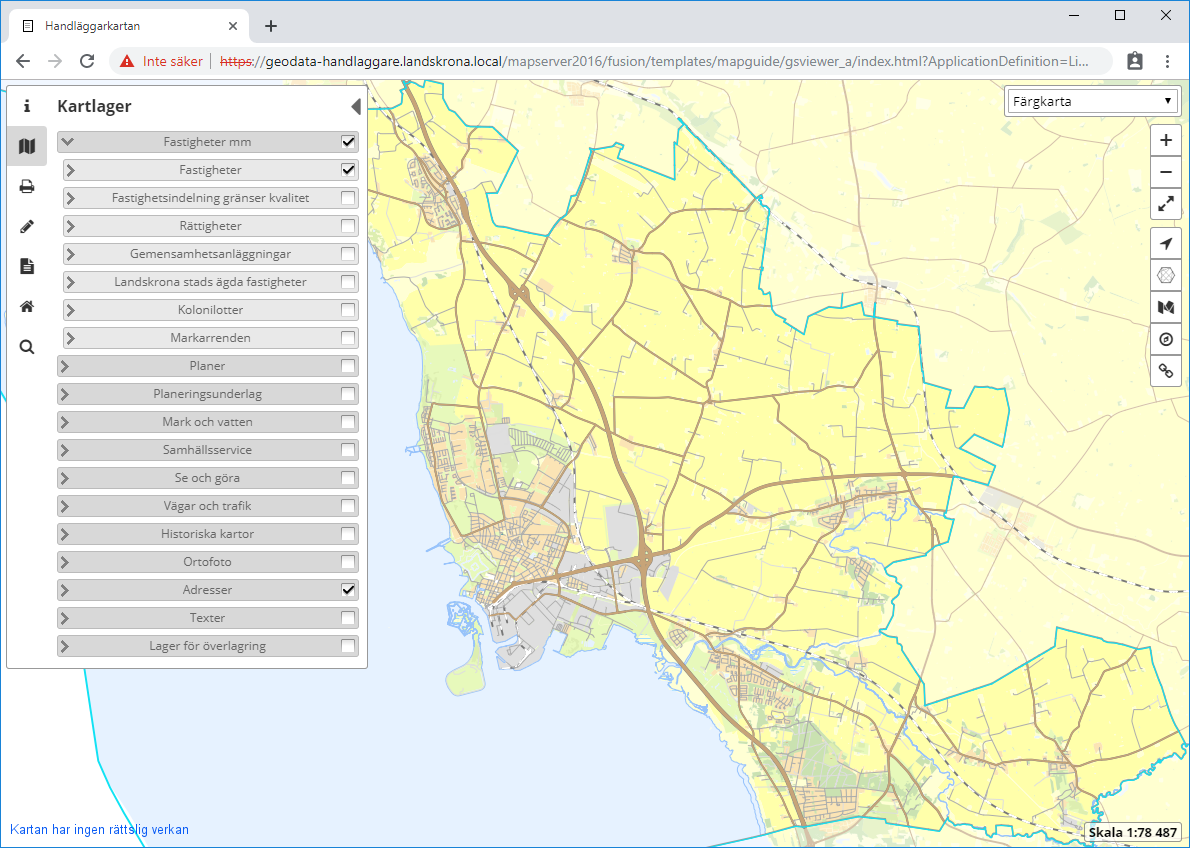 Handläggarkartan
Inte säker
https://geodata-handlaggare.landskrona.local/mapserver2016/fusion/templates/mapguide/gsviewer_a/index.html?ApplicationDefinition=Li...
Kartlager
Färgkarta
Fastigheter mm
Fastigheter
Fastighetsindelning gränser kvalitet
Rättigheter
Gemensamhetsanläggningar
Landskrona stads ägda fastigheter
Kolonilotter
Markarrenden
Planer
Planeringsunderlag
Mark och vatten
Samhällsservice
Se och göra
Vägar och trafik
Historiska kartor
Ortofoto
Adresser
Texter
Lager för överlagring
Kartan har ingen rättslig verkan
Skala 1:78 487